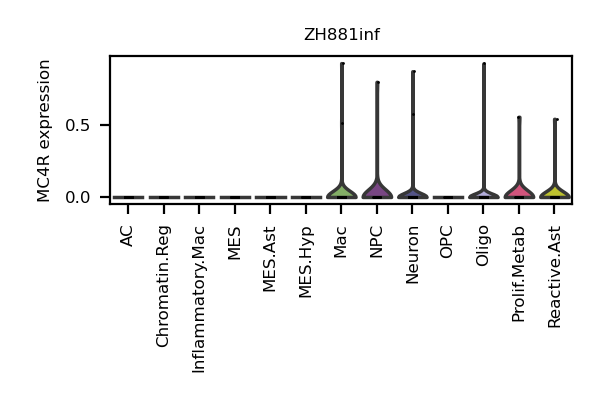 ZH881inf
MC4R expression
0.5
0.0
AC
Chromatin.Reg
Inflammatory.Mac
MES
MES.Ast
MES.Hyp
Mac
NPC
Neuron
OPC
Oligo
Prolif.Metab
Reactive.Ast